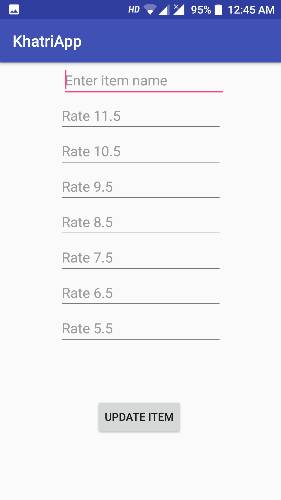 HD 95% 12:45 AM
KhatriApp
Enter item name
Rate 11.5
Rate 10.5
Rate 9.5
Rate 8.5
Rate 7.5
Rate 6.5
Rate 5.5
UPDATE ITEM